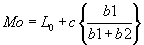 Mo = L₀ + c { b1 / (b1 + b2) }